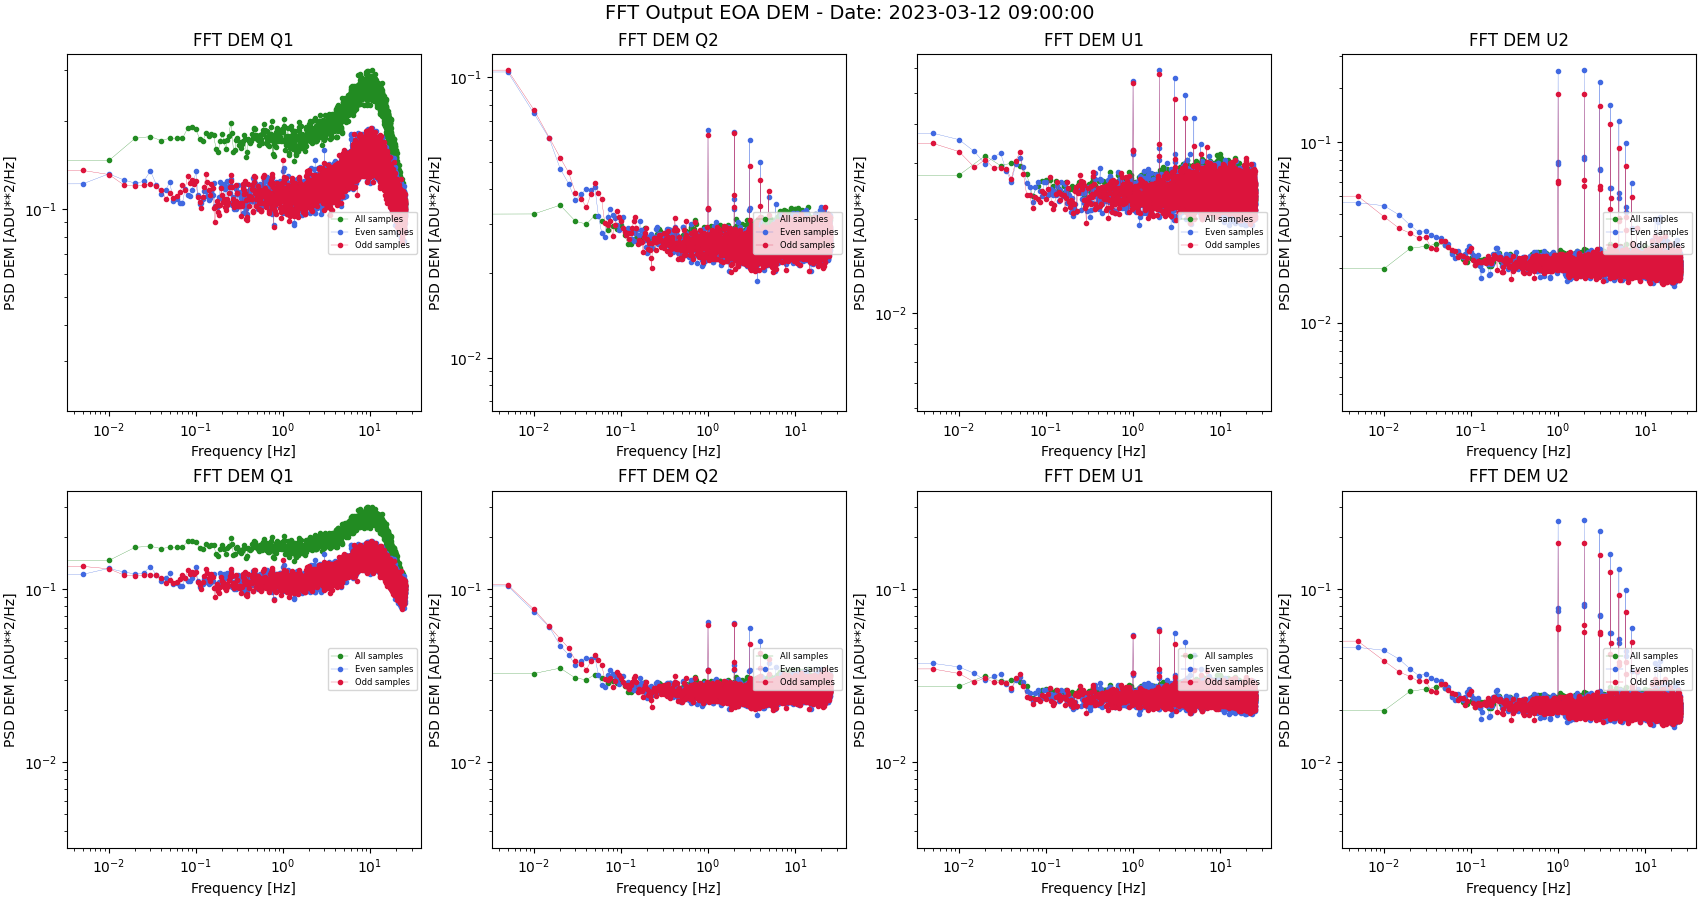 FFT Output EOA DEM - Date: 2023-03-12 09:00:00
FFT DEM Q1
PSD DEM [ADU**2/Hz]
10⁻¹
10⁻² 10⁻¹ 10⁰ 10¹
Frequency [Hz]
All samples
Even samples
Odd samples
FFT DEM Q2
PSD DEM [ADU**2/Hz]
10⁻¹
10⁻²
10⁻² 10⁻¹ 10⁰ 10¹
Frequency [Hz]
All samples
Even samples
Odd samples
FFT DEM U1
PSD DEM [ADU**2/Hz]
10⁻²
10⁻² 10⁻¹ 10⁰ 10¹
Frequency [Hz]
All samples
Even samples
Odd samples
FFT DEM U2
PSD DEM [ADU**2/Hz]
10⁻¹
10⁻²
10⁻² 10⁻¹ 10⁰ 10¹
Frequency [Hz]
All samples
Even samples
Odd samples
FFT DEM Q1
PSD DEM [ADU**2/Hz]
10⁻¹
10⁻²
10⁻² 10⁻¹ 10⁰ 10¹
Frequency [Hz]
All samples
Even samples
Odd samples
FFT DEM Q2
PSD DEM [ADU**2/Hz]
10⁻¹
10⁻²
10⁻² 10⁻¹ 10⁰ 10¹
Frequency [Hz]
All samples
Even samples
Odd samples
FFT DEM U1
PSD DEM [ADU**2/Hz]
10⁻¹
10⁻²
10⁻² 10⁻¹ 10⁰ 10¹
Frequency [Hz]
All samples
Even samples
Odd samples
FFT DEM U2
PSD DEM [ADU**2/Hz]
10⁻¹
10⁻²
10⁻² 10⁻¹ 10⁰ 10¹
Frequency [Hz]
All samples
Even samples
Odd samples